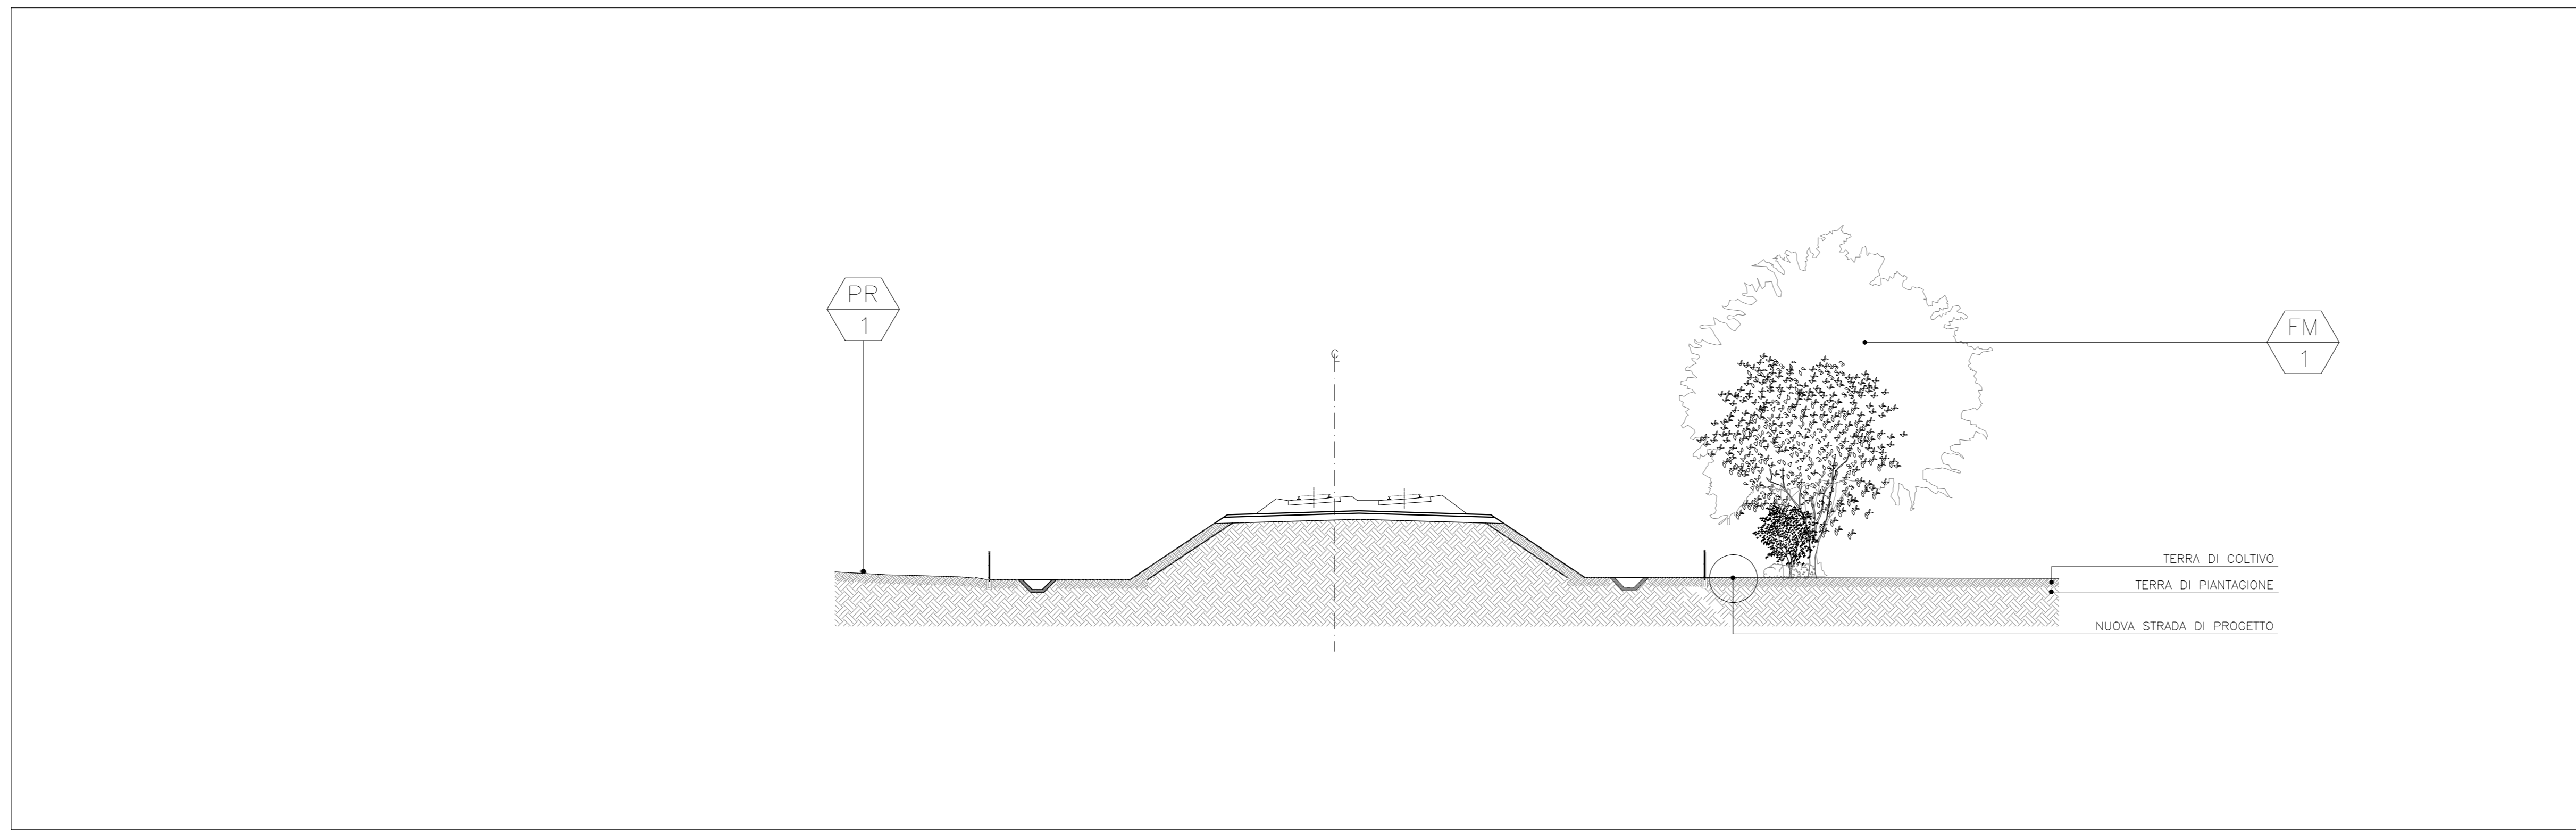 PR
1
FM
1
℄
TERRA DI COLTIVO
TERRA DI PIANTAGIONE
NUOVA STRADA DI PROGETTO